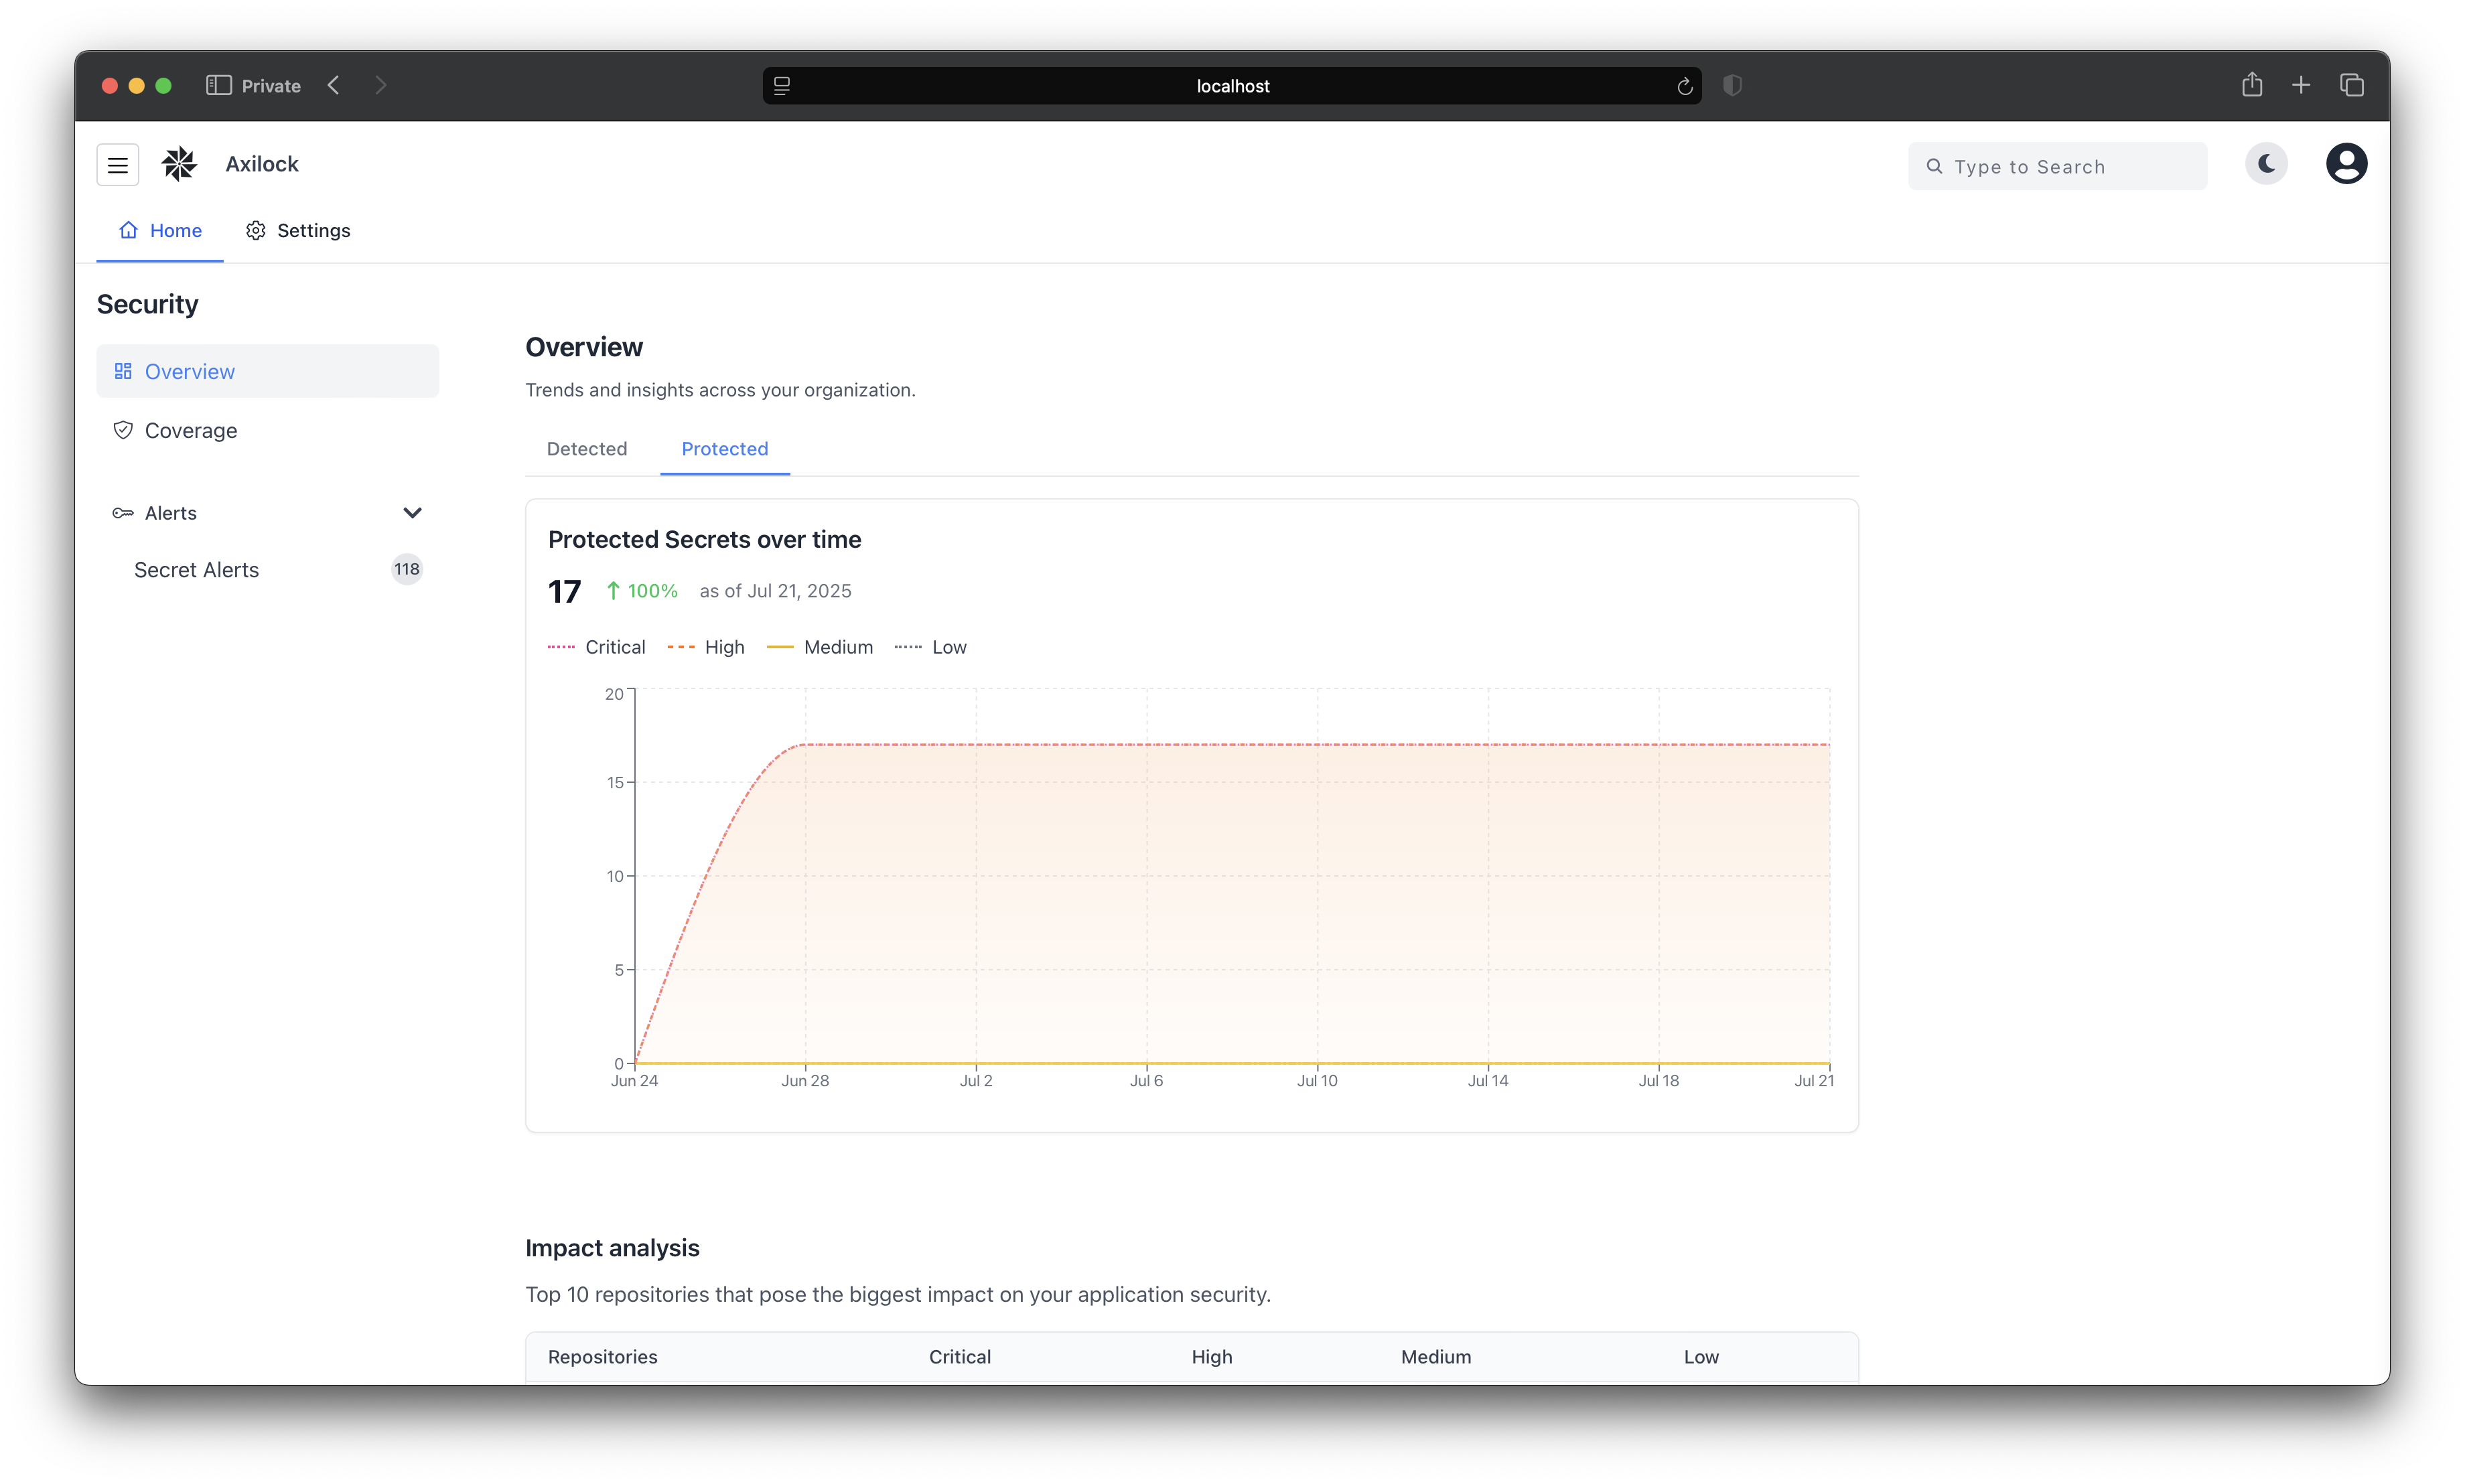 Private
localhost
Axilock
Type to Search
Home Settings
Security
Overview
Coverage
Alerts
Secret Alerts 118
Overview
Trends and insights across your organization.
Detected Protected
Protected Secrets over time
17 ↑ 100% as of Jul 21, 2025
Critical High Medium Low
20
15
10
5
0
Jun 24 Jun 28 Jul 2 Jul 6 Jul 10 Jul 14 Jul 18 Jul 21
Impact analysis
Top 10 repositories that pose the biggest impact on your application security.
Repositories Critical High Medium Low